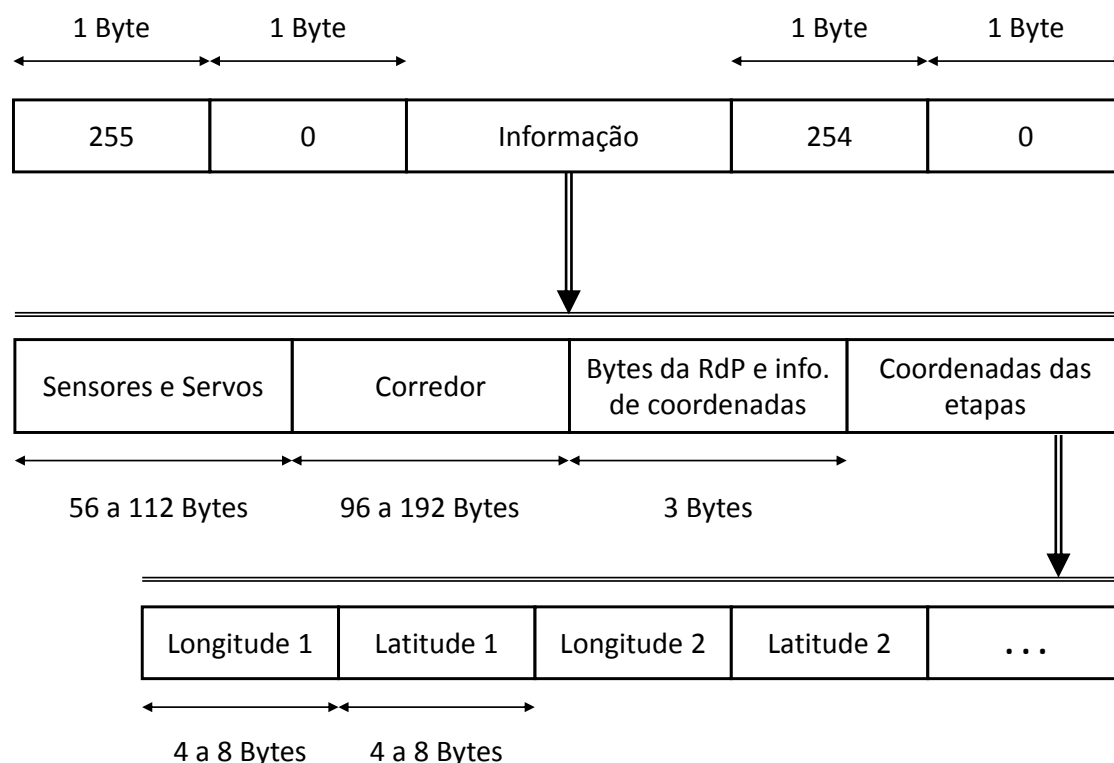 1 Byte 1 Byte 1 Byte 1 Byte
255 0 Informação 254 0
Sensores e Servos Corredor Bytes da RdP e info. de coordenadas Coordenadas das etapas
56 a 112 Bytes 96 a 192 Bytes 3 Bytes
Longitude 1 Latitude 1 Longitude 2 Latitude 2 ...
4 a 8 Bytes 4 a 8 Bytes